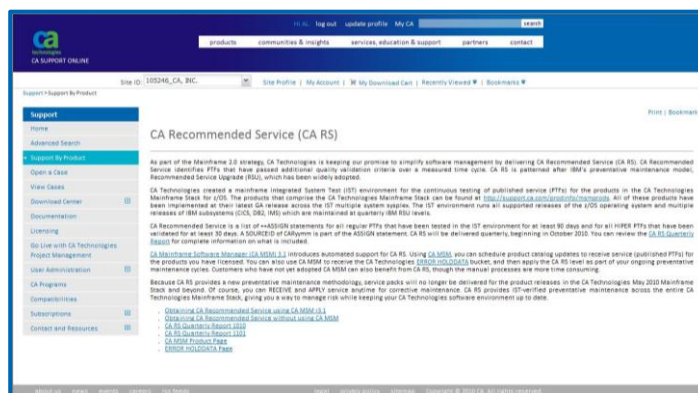 Hi AL log out update profile My CA search
ca
technologies
CA SUPPORT ONLINE
products communities & insights services, education & support partners contact
Site ID: 105246_CA, INC. Site Profile | My Account | My Download Cart | Recently Viewed | Bookmarks
Support > Support By Product
Print | Bookmark
Support
Home
Advanced Search
Support By Product
Open a Case
View Cases
Download Center
Documentation
Licensing
Go Live with CA Technologies
Project Management
User Administration
CA Programs
Compatibilities
Subscriptions
Contact and Resources
CA Recommended Service (CA RS)
As part of the Mainframe 2.0 strategy, CA Technologies is keeping our promise to simplify software management by delivering CA Recommended Service (CA RS). CA Recommended
Service identifies PTFs that have passed additional quality validation criteria over a measured time cycle. CA RS is patterned after IBM's preventative maintenance model,
Recommended Service Upgrade (RSU), which has been widely adopted.
CA Technologies created a mainframe Integrated System Test (IST) environment for the continuous testing of published service (PTFs) for the products in the CA Technologies
Mainframe Stack for z/OS. The products that comprise the CA Technologies Mainframe Stack can be found at http://support.ca.com/prodinfo/msmprods. All of these products have
been implemented at their latest GA release across the IST multiple system sysplex. The IST environment runs all supported releases of the z/OS operating system and multiple
releases of IBM subsystems (CICS, DB2, IMS) which are maintained at quarterly IBM RSU levels.
CA Recommended Service is a list of ++ASSIGN statements for all regular PTFs that have been tested in the IST environment for at least 90 days and for all HIPER PTFs that have been
validated for at least 30 days. A SOURCEID of CARyymm is part of the ASSIGN statement. CA RS will be delivered quarterly, beginning in October 2010. You can review the CA RS Quarterly
Report for complete information on what is included.
CA Mainframe Software Manager (CA MSM) 3.1 introduces automated support for CA RS. Using CA MSM, you can schedule product catalog updates to receive service (published PTFs) for
the products you have licensed. You can also use CA MSM to receive the CA Technologies ERROR HOLDDATA bucket, and then apply the CA RS level as part of your ongoing preventive
maintenance cycles. Customers who have not yet adopted CA MSM can also benefit from CA RS, though the manual processes are more time consuming.
Because CA RS provides a new preventative maintenance methodology, service packs will no longer be delivered for the product releases in the CA Technologies May 2010 Mainframe
Stack and beyond. Of course, you can RECEIVE and APPLY service anytime for corrective maintenance. CA RS provides IST-verified preventative maintenance across the entire CA
Technologies Mainframe Stack, giving you a way to manage risk while keeping your CA Technologies software environment up to date.
Obtaining CA Recommended Service using CA MSM r3.1
Obtaining CA Recommended Service without using CA MSM
CA RS Quarterly Report 1010
CA RS Quarterly Report 1101
CA MSM Product Page
ERROR HOLDDATA Page
about us news events careers rss feeds legal privacy policy sitemap Copyright © 2010 CA. All rights reserved.